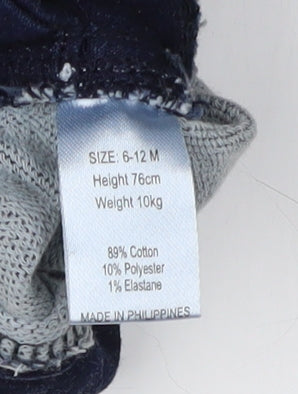 SIZE: 6-12 M
Height 76cm
Weight 10kg
89% Cotton
10% Polyester
1% Elastane
MADE IN PHILIPPINES